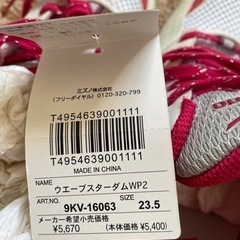 ミズノ株式会社
(フリーダイヤル) 0120-320-799
T4954639001111
T4954639001111
MADE IN CHINA
NAME ウエーブスターダムWP2
ART.NO. 9KV-16063 SIZE 23.5
メーカー希望小売価格
¥5,670 (本体価格 ¥5,400)